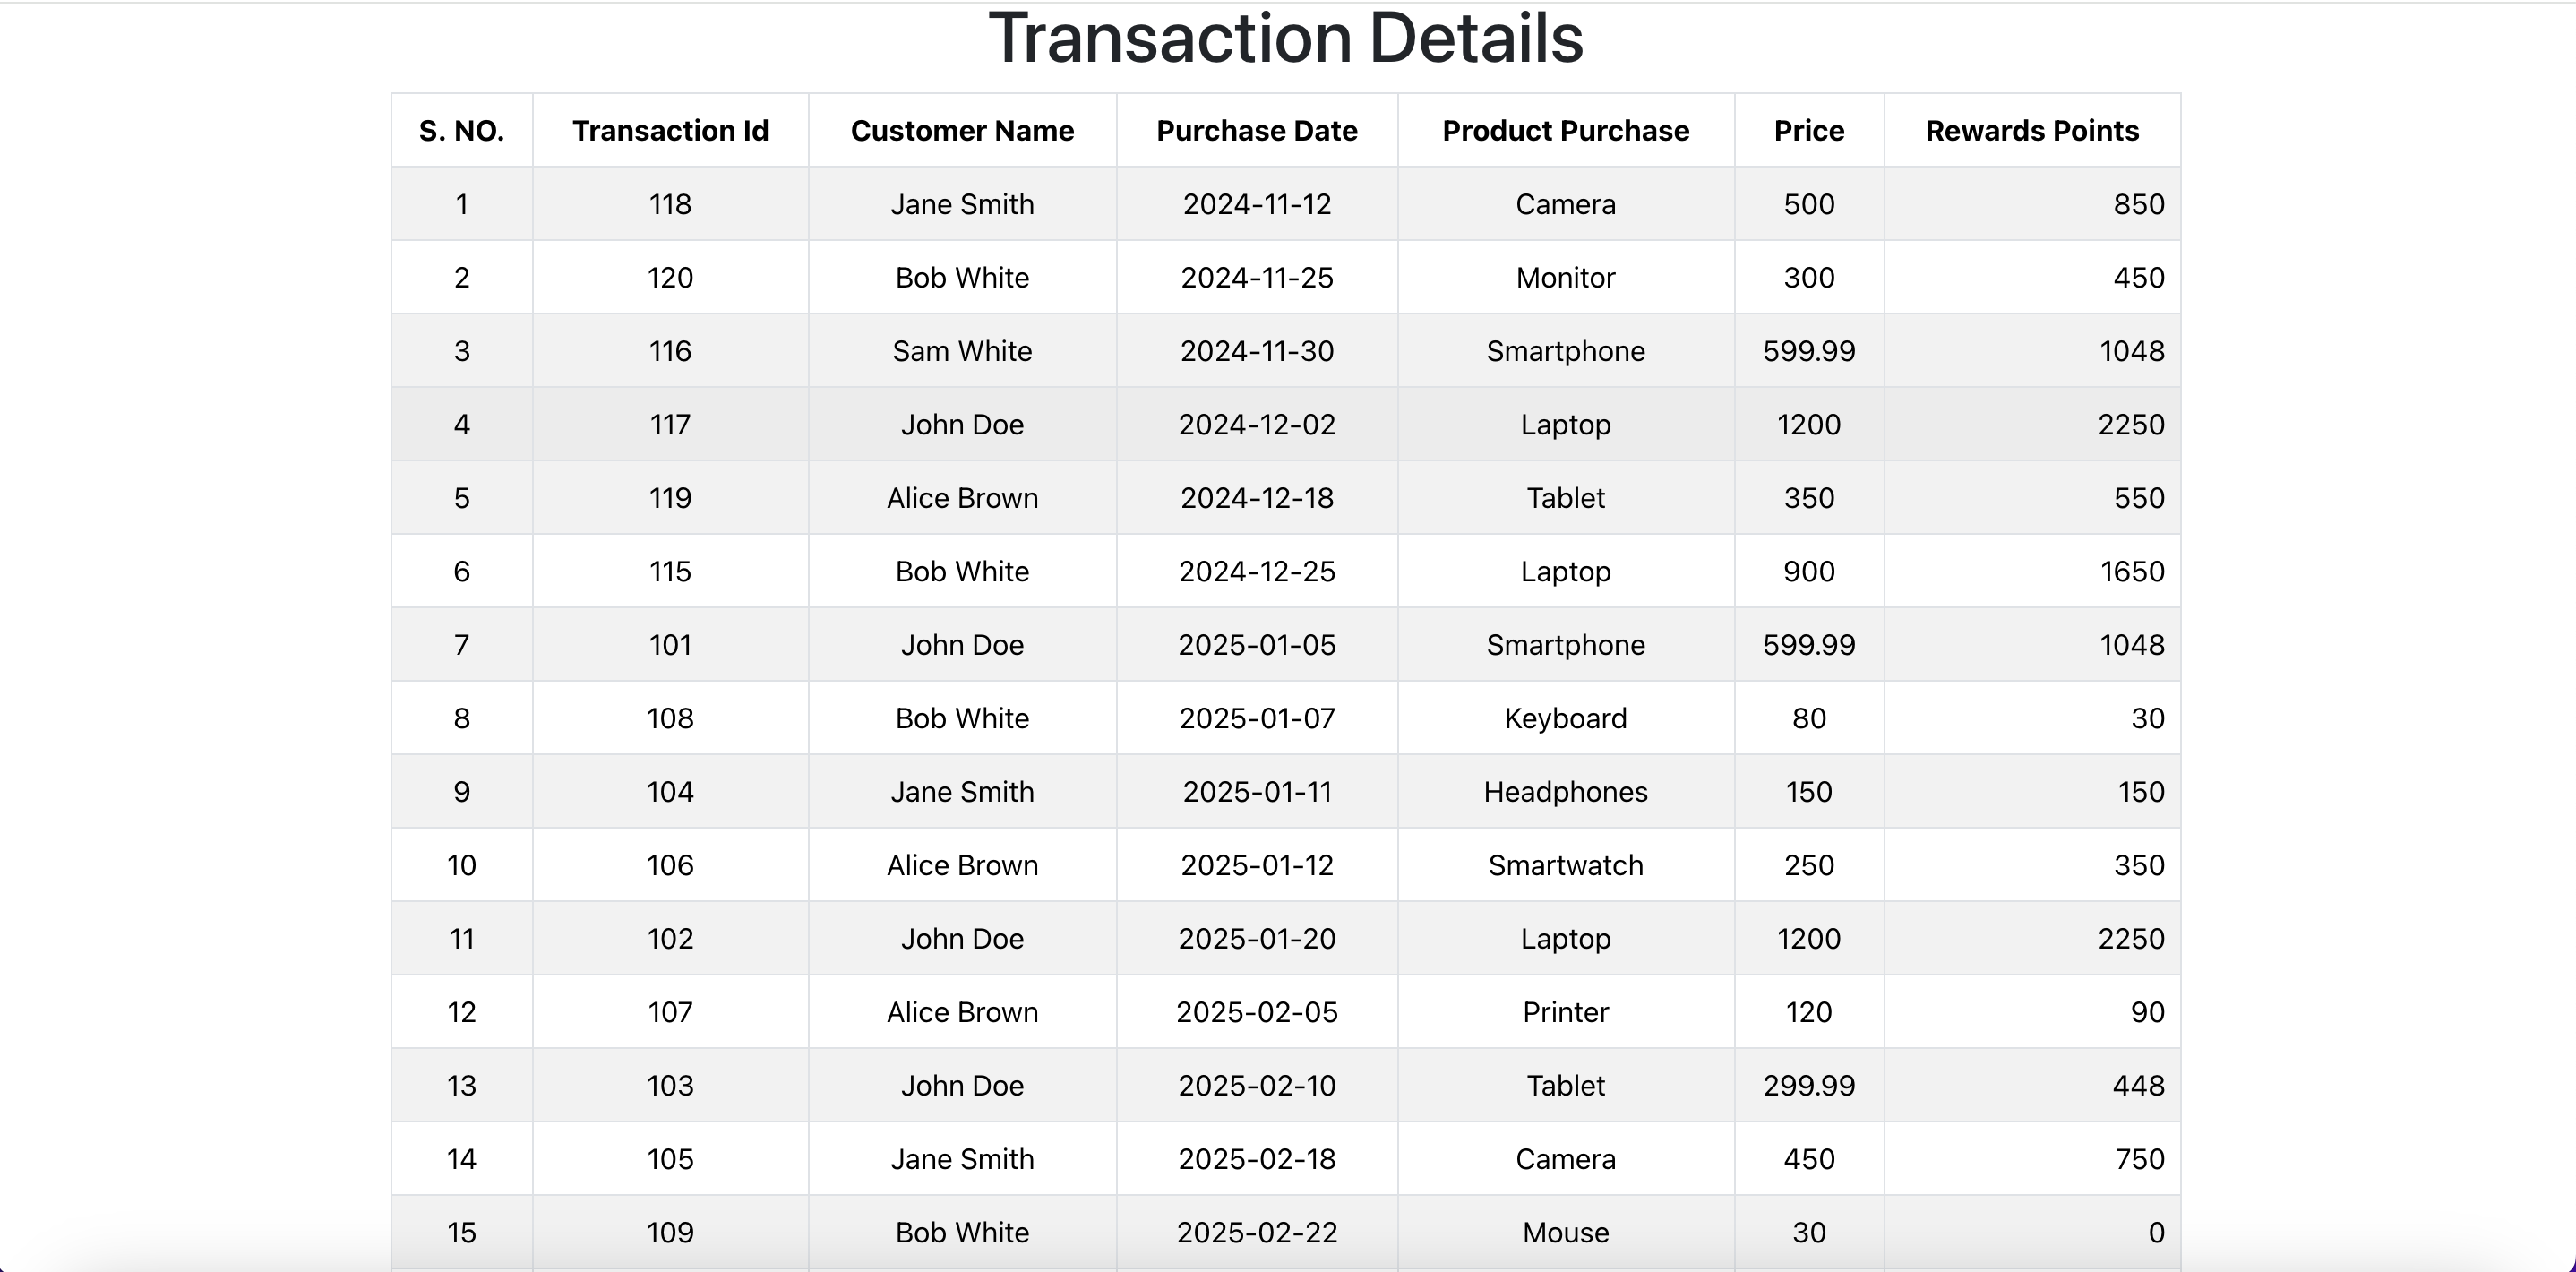 Transaction Details
S. NO. Transaction Id Customer Name Purchase Date Product Purchase Price Rewards Points
1 118 Jane Smith 2024-11-12 Camera 500 850
2 120 Bob White 2024-11-25 Monitor 300 450
3 116 Sam White 2024-11-30 Smartphone 599.99 1048
4 117 John Doe 2024-12-02 Laptop 1200 2250
5 119 Alice Brown 2024-12-18 Tablet 350 550
6 115 Bob White 2024-12-25 Laptop 900 1650
7 101 John Doe 2025-01-05 Smartphone 599.99 1048
8 108 Bob White 2025-01-07 Keyboard 80 30
9 104 Jane Smith 2025-01-11 Headphones 150 150
10 106 Alice Brown 2025-01-12 Smartwatch 250 350
11 102 John Doe 2025-01-20 Laptop 1200 2250
12 107 Alice Brown 2025-02-05 Printer 120 90
13 103 John Doe 2025-02-10 Tablet 299.99 448
14 105 Jane Smith 2025-02-18 Camera 450 750
15 109 Bob White 2025-02-22 Mouse 30 0